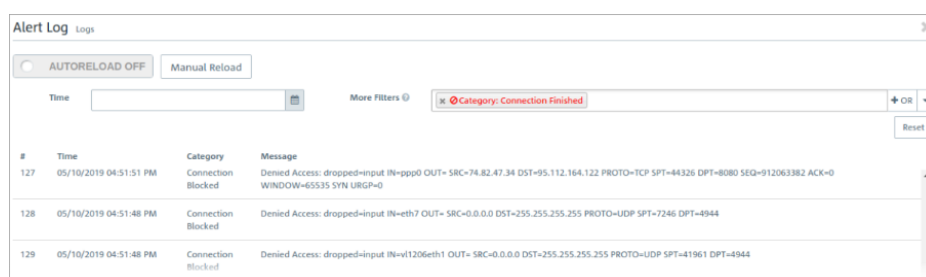 Alert Log Logs
AUTORELOAD OFF Manual Reload
Time More Filters Category: Connection Finished + OR
Reset
# Time Category Message
127 05/10/2019 04:51:51 PM Connection Denied Access: dropped=input IN=ppp0 OUT= SRC=74.82.47.34 DST=95.112.164.122 PROTO=TCP SPT=44326 DPT=8080 SEQ=912063382 ACK=0
Blocked WINDOW=65535 SYN URGP=0
128 05/10/2019 04:51:48 PM Connection Denied Access: dropped=input IN=eth7 OUT= SRC=0.0.0.0 DST=255.255.255.255 PROTO=UDP SPT=7246 DPT=4944
Blocked
129 05/10/2019 04:51:48 PM Connection Denied Access: dropped=input IN=vl1206eth1 OUT= SRC=0.0.0.0 DST=255.255.255.255 PROTO=UDP SPT=41961 DPT=4944
Blocked